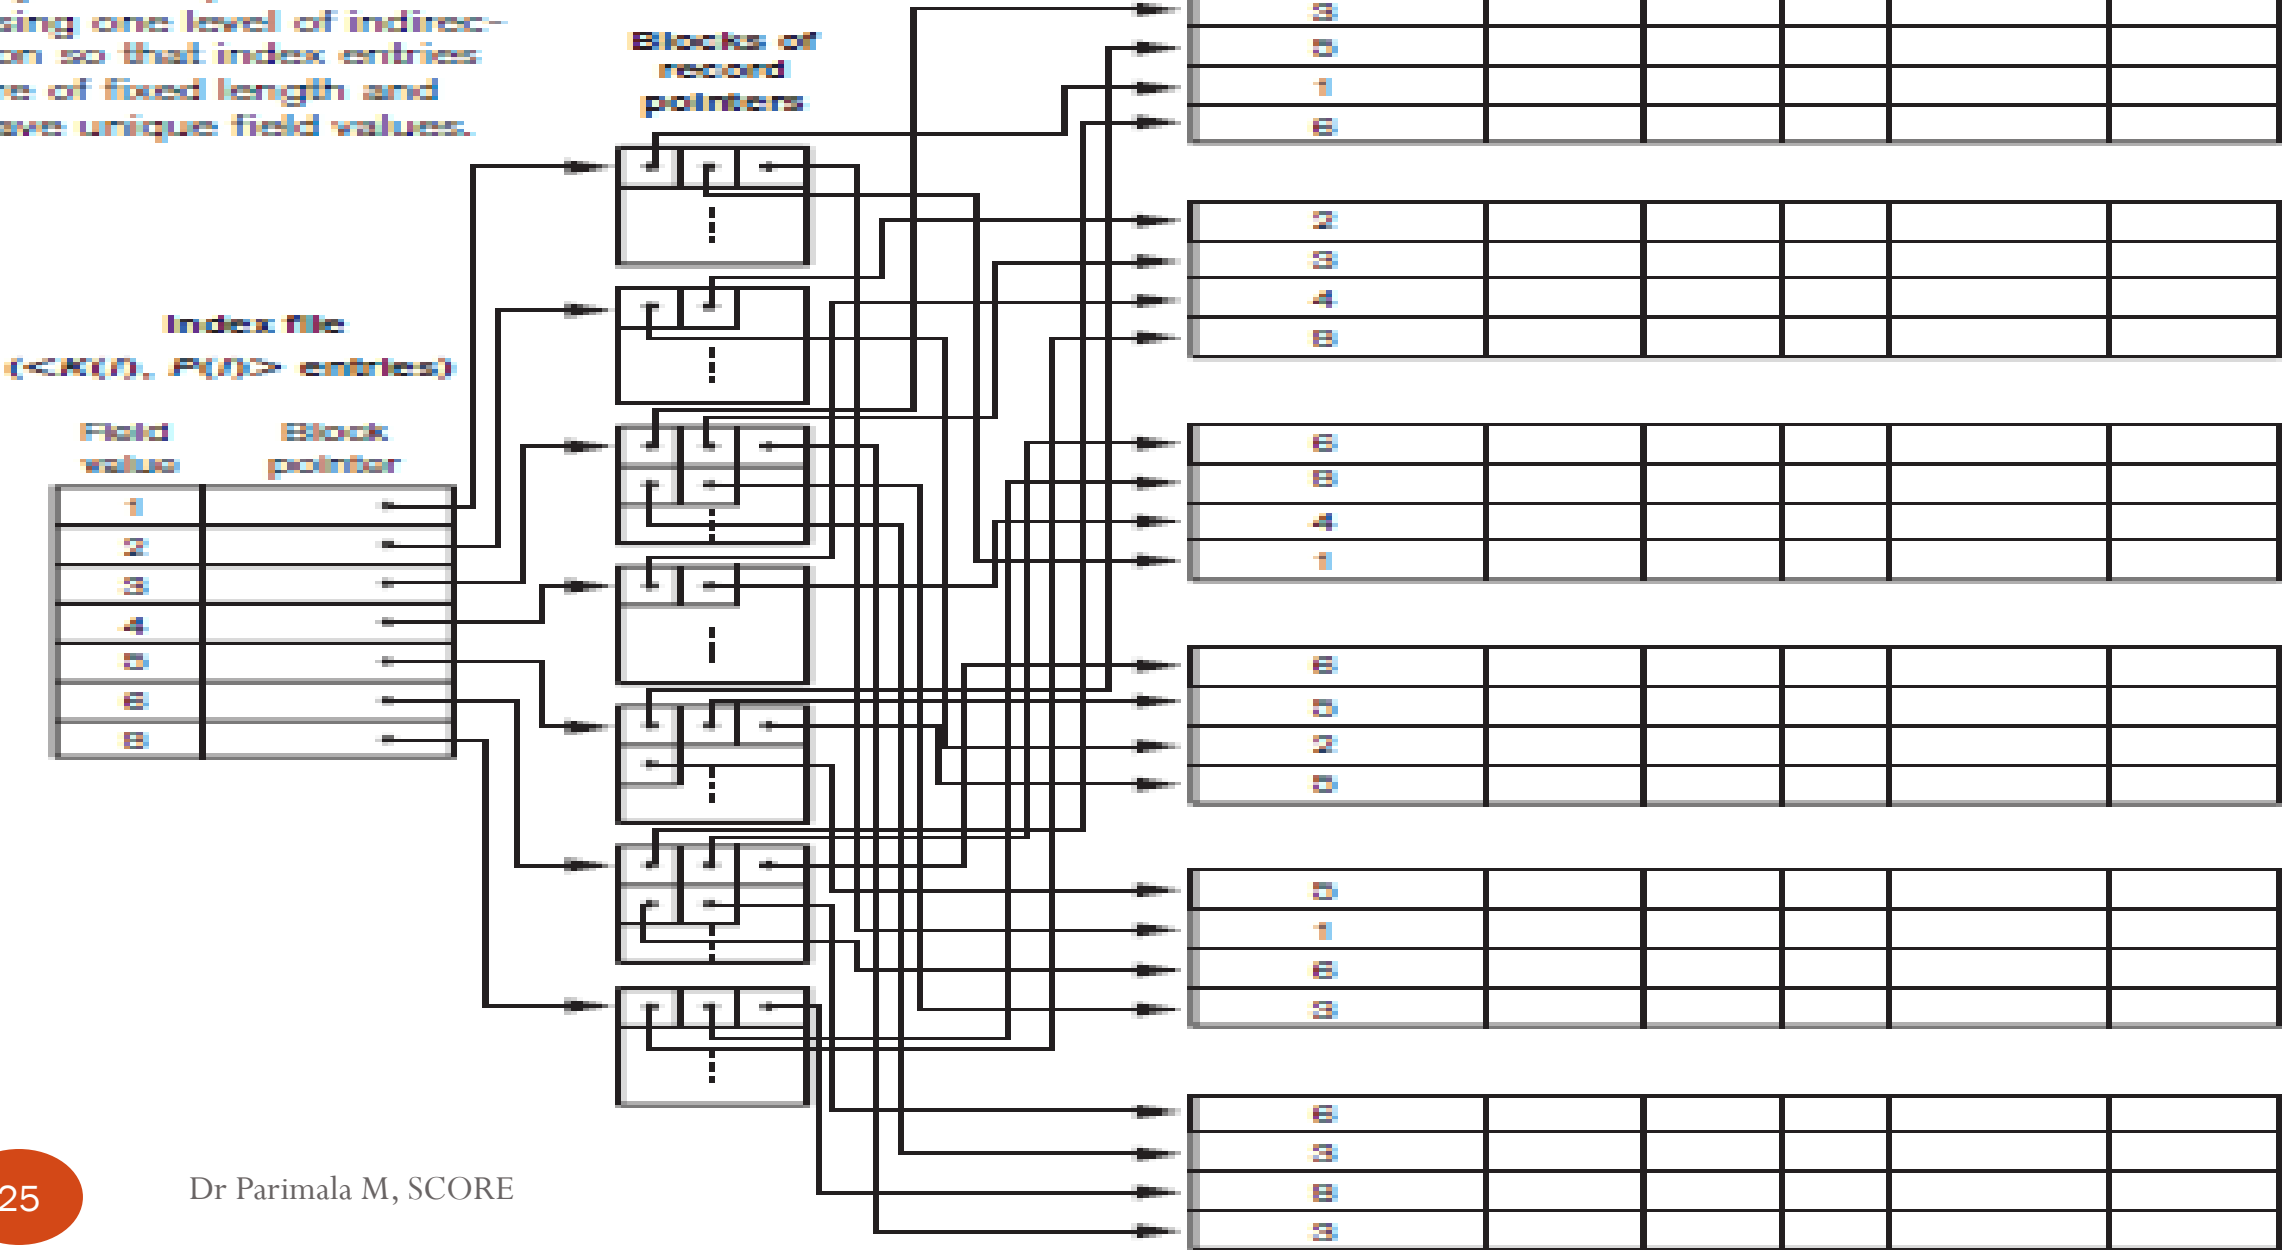 sing one level of indirec-
on so that index entries
re of fixed length and
ave unique field values.
Blocks of
record
pointers
Index file
(<K(i), P(i)> entries)
Field
value
Block
pointer
1
2
3
4
5
6
8
3
5
1
6
2
3
4
8
6
8
4
1
6
5
2
5
5
1
6
3
6
3
8
3
25
Dr Parimala M, SCORE